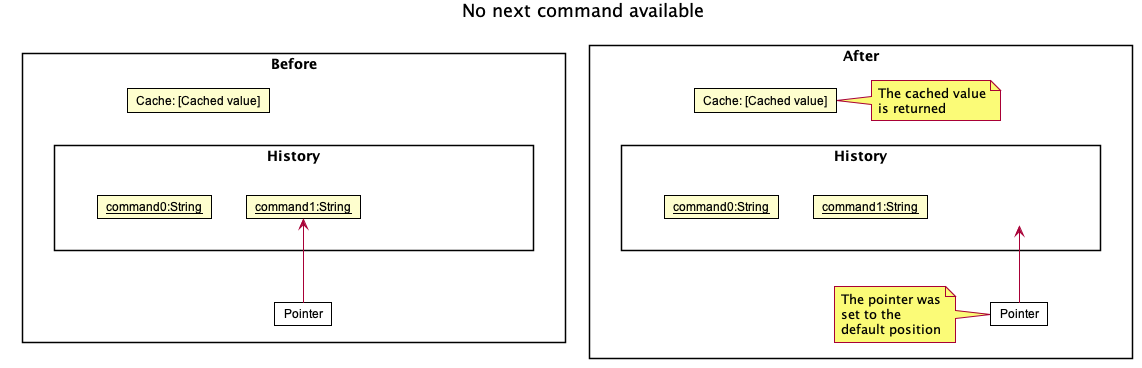 No next command available
Before
Cache: [Cached value]
History
command0:String
command1:String
Pointer
After
Cache: [Cached value]
The cached value
is returned
History
command0:String
command1:String
The pointer was
set to the
default position
Pointer